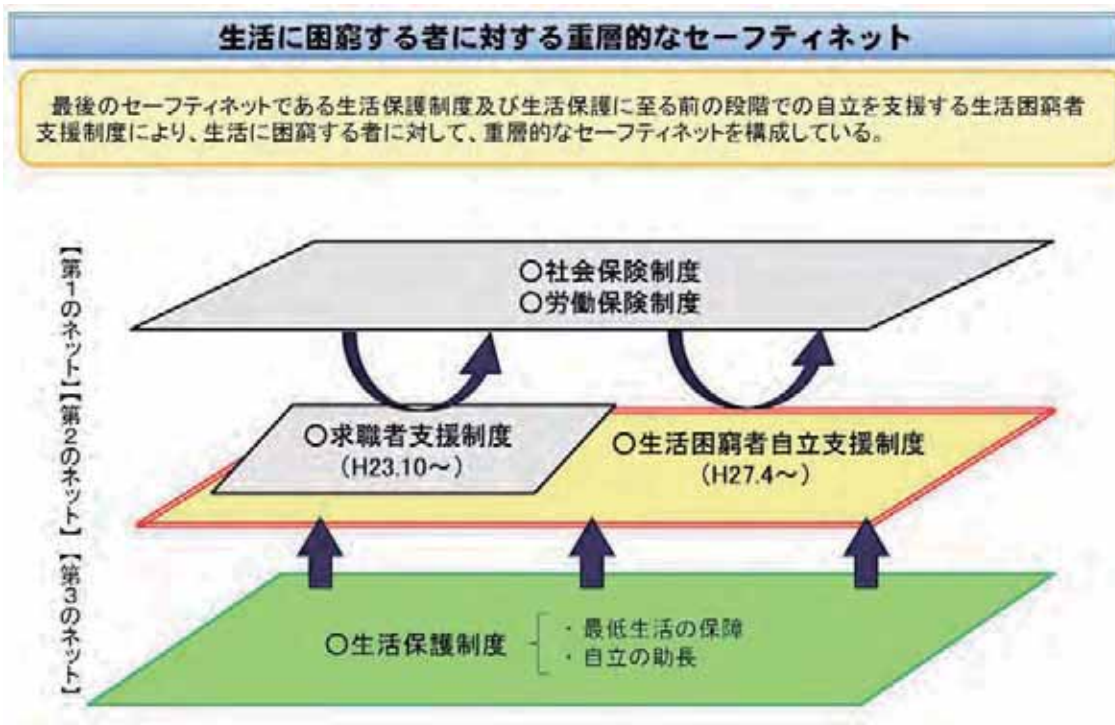 生活に困窮する者に対する重層的なセーフティネット
最後のセーフティネットである生活保護制度及び生活保護に至る前の段階での自立を支援する生活困窮者
支援制度により、生活に困窮する者に対して、重層的なセーフティネットを構成している。
【第1のネット】
〇社会保険制度
〇労働保険制度
【第2のネット】
〇求職者支援制度
(H23.10～)
〇生活困窮者自立支援制度
(H27.4～)
【第3のネット】
〇生活保護制度
・最低生活の保障
・自立の助長